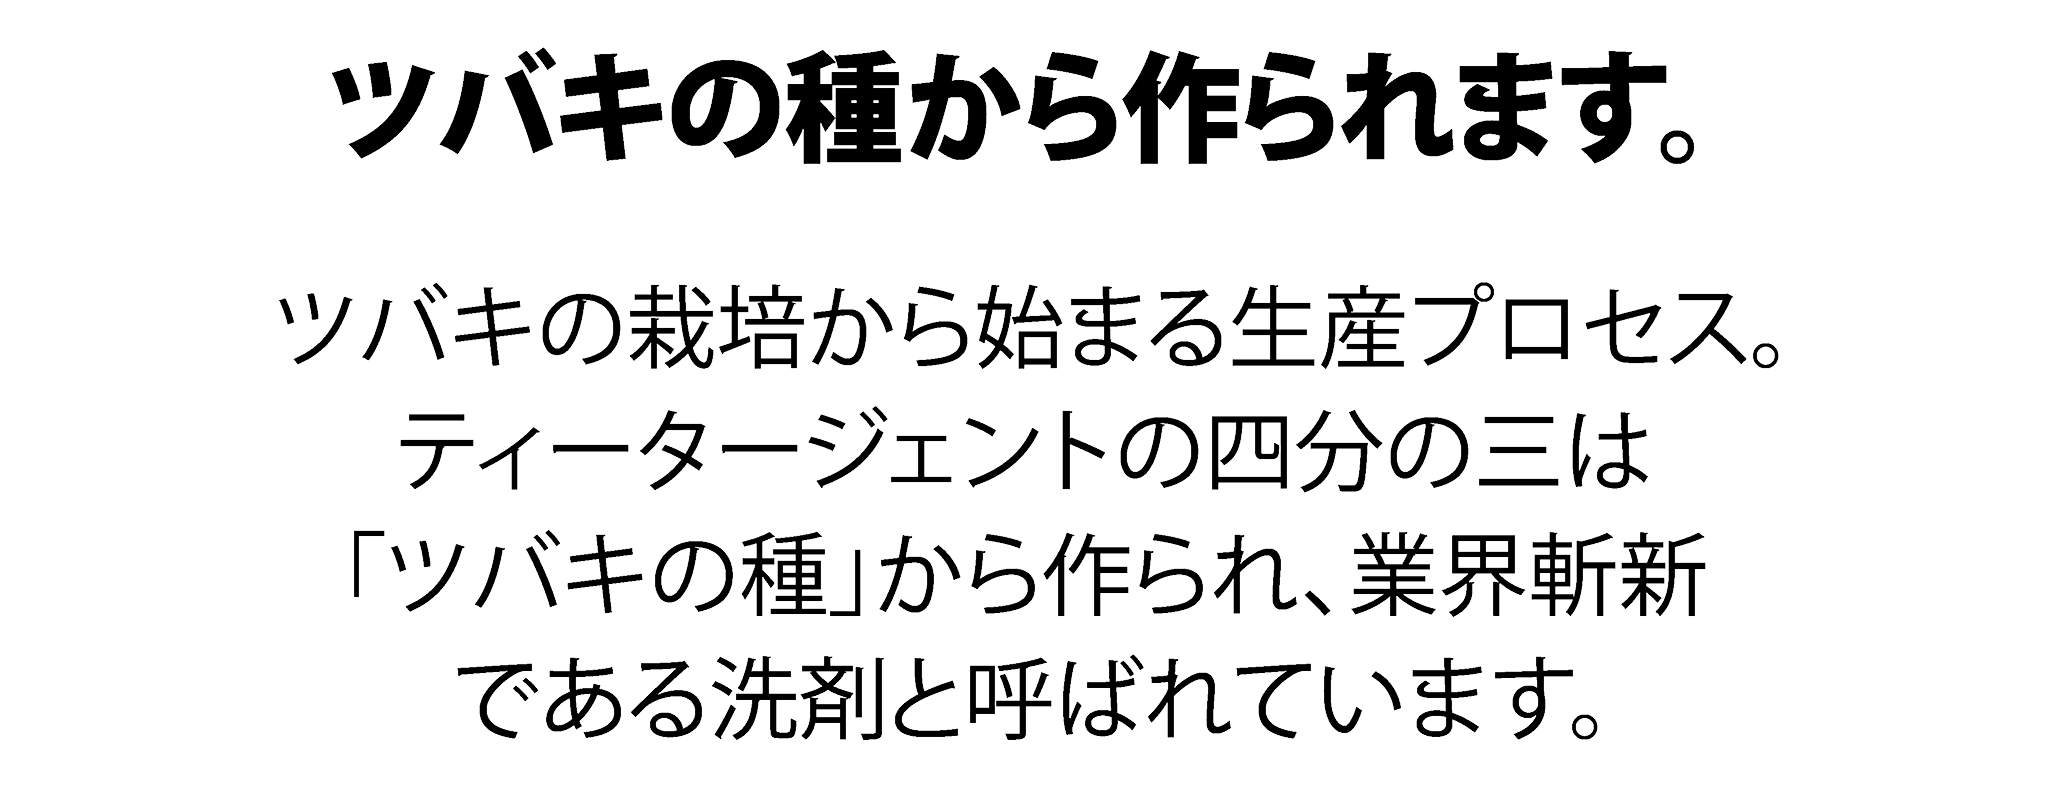 ツバキの種から作られます。
ツバキの栽培から始まる生産プロセス。
ティータージェントの四分の三は
「ツバキの種」から作られ、業界斬新
である洗剤と呼ばれています。